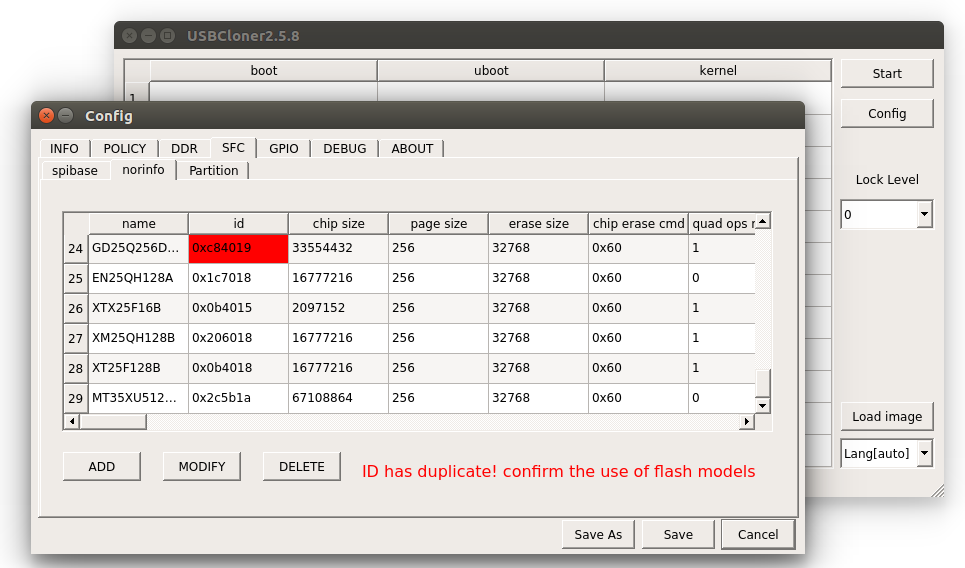 USBCloner2.5.8
boot uboot kernel
1
Start
Config
Lock Level
0
Load image
Lang[auto]
Config
INFO POLICY DDR SFC GPIO DEBUG ABOUT
spibase norinfo Partition
name id chip size page size erase size chip erase cmd quad ops
24 GD25Q256D... 0xc84019 33554432 256 32768 0x60 1
25 EN25QH128A 0x1c7018 16777216 256 32768 0x60 0
26 XTX25F16B 0x0b4015 2097152 256 32768 0x60 1
27 XM25QH128B 0x206018 16777216 256 32768 0x60 1
28 XT25F128B 0x0b4018 16777216 256 32768 0x60 1
29 MT35XU512... 0x2c5b1a 67108864 256 32768 0x60 0
ADD MODIFY DELETE ID has duplicate! confirm the use of flash models
Save As Save Cancel